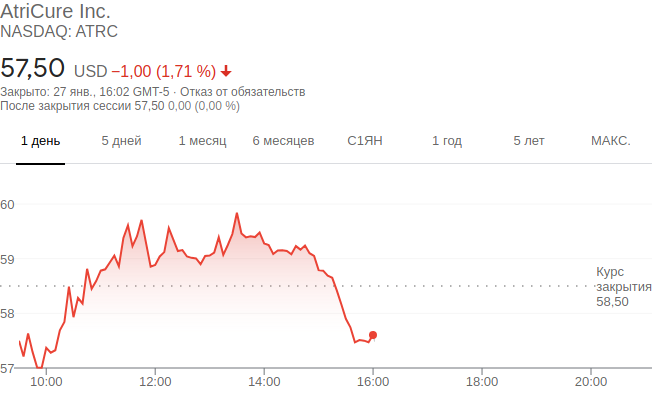 AtriCure Inc.
NASDAQ: ATRC
57,50 USD −1,00 (1,71 %)
Закрыто: 27 янв., 16:02 GMT-5 · Отказ от обязательств
После закрытия сессии 57,50 0,00 (0,00 %)
1 день 5 дней 1 месяц 6 месяцев С1ЯН 1 год 5 лет МАКС.
60
59
Курс
закрытия
58,50
58
57
10:00 12:00 14:00 16:00 18:00 20:00